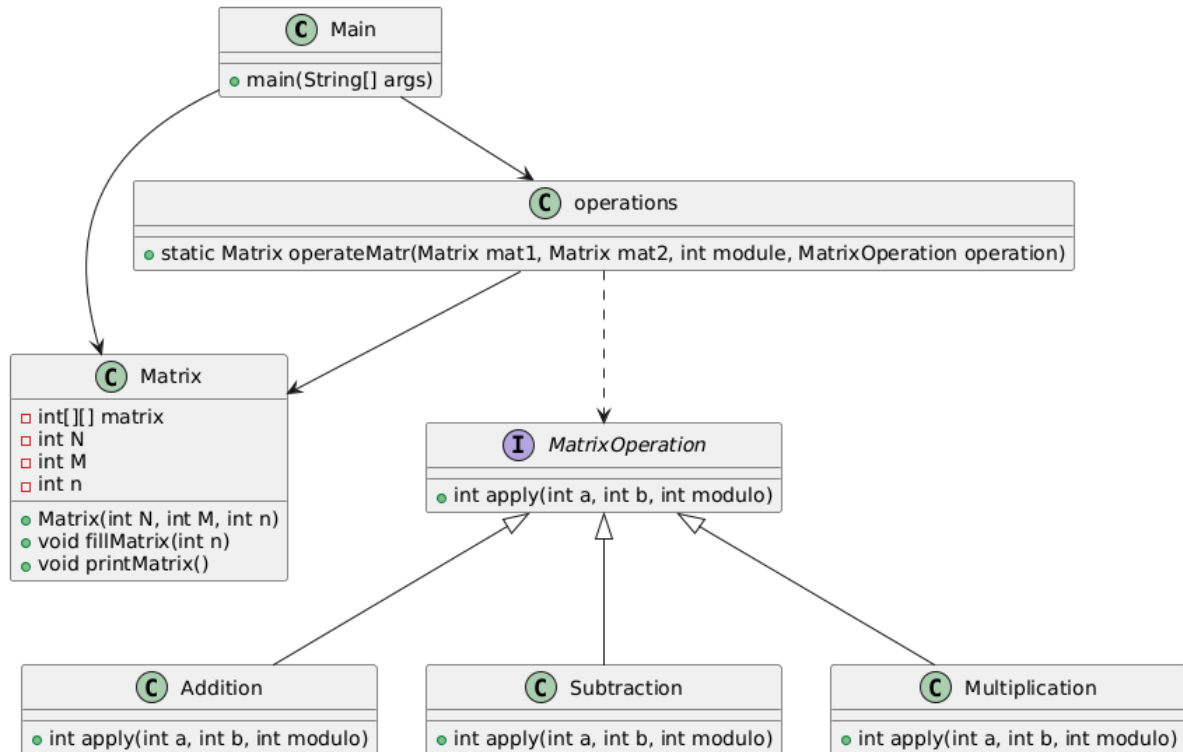 C Main
main(String[] args)
C operations
static Matrix operateMatr(Matrix mat1, Matrix mat2, int module, MatrixOperation operation)
C Matrix
int[][] matrix
int N
int M
int n
Matrix(int N, int M, int n)
void fillMatrix(int n)
void printMatrix()
I MatrixOperation
int apply(int a, int b, int modulo)
C Addition
int apply(int a, int b, int modulo)
C Subtraction
int apply(int a, int b, int modulo)
C Multiplication
int apply(int a, int b, int modulo)